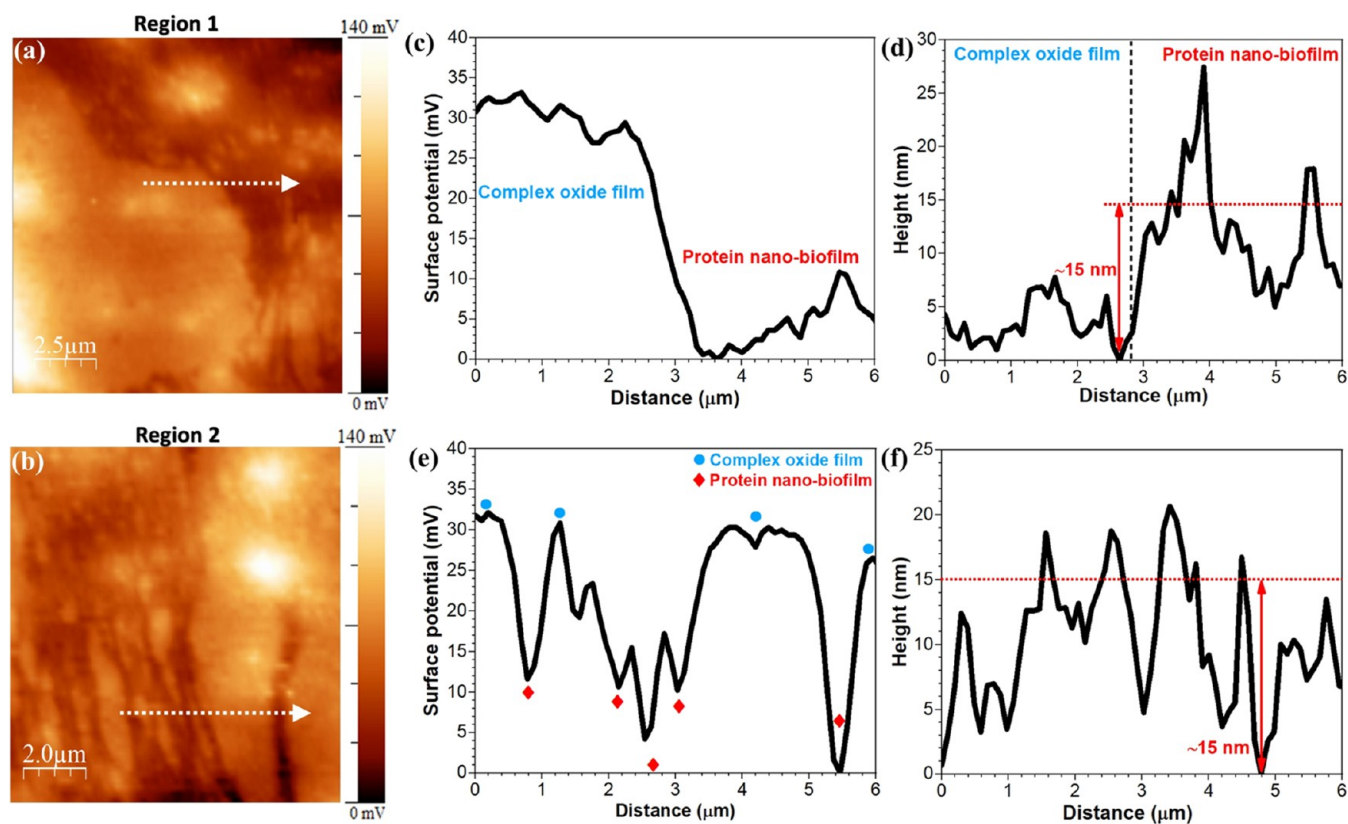 Region 1
140 mV
(a)
2.5µm
0 mV
(c)
40
35
30
25
20
15
10
5
0
Surface potential (mV)
Complex oxide film
Protein nano-biofilm
0 1 2 3 4 5 6
Distance (µm)
(d)
30
25
20
15
10
5
0
Height (nm)
Complex oxide film
Protein nano-biofilm
~15 nm
0 1 2 3 4 5 6
Distance (µm)
Region 2
140 mV
(b)
2.0µm
0 mV
(e)
40
35
30
25
20
15
10
5
0
Surface potential (mV)
Complex oxide film
Protein nano-biofilm
0 1 2 3 4 5 6
Distance (µm)
(f)
25
20
15
10
5
0
Height (nm)
~15 nm
0 1 2 3 4 5 6
Distance (µm)